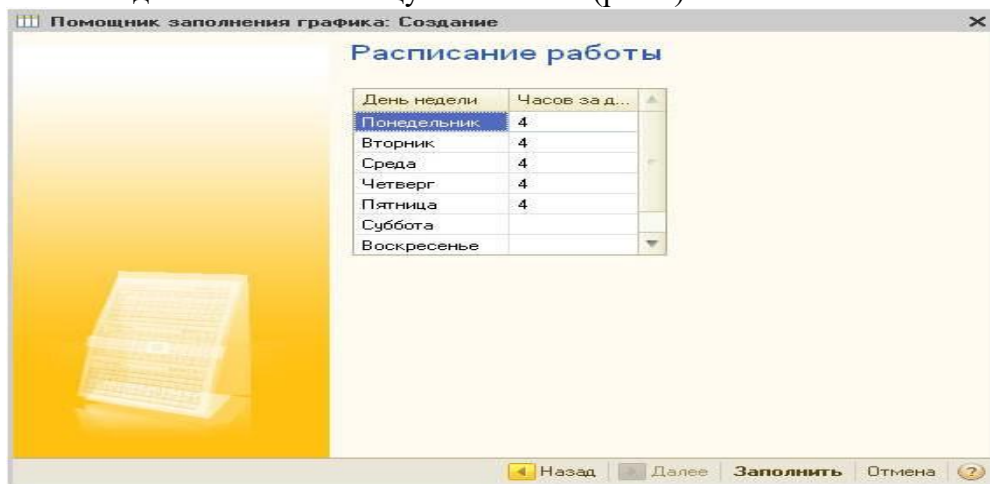 Помощник заполнения графика: Создание
Расписание работы
День недели Часов за д...
Понедельник 4
Вторник 4
Среда 4
Четверг 4
Пятница 4
Суббота
Воскресенье
Назад Далее Заполнить Отмена ?